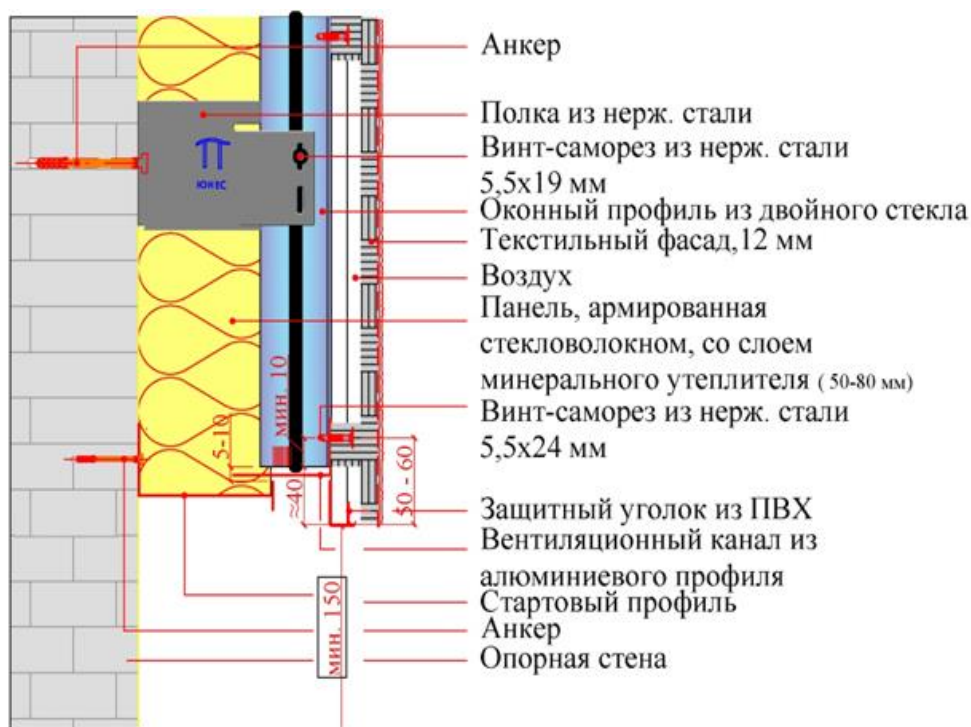 Анкер
Полка из нерж. стали
Винт-саморез из нерж. стали
5,5х19 мм
Оконный профиль из двойного стекла
Текстильный фасад,12 мм
Воздух
Панель, армированная
стекловолокном, со слоем
минерального утеплителя ( 50-80 мм)
Винт-саморез из нерж. стали
5,5х24 мм
Защитный уголок из ПВХ
Вентиляционный канал из
алюминиевого профиля
Стартовый профиль
Анкер
Опорная стена
ЮНЕС
мин. 10
5-10
≈40
50 - 60
мин. 150